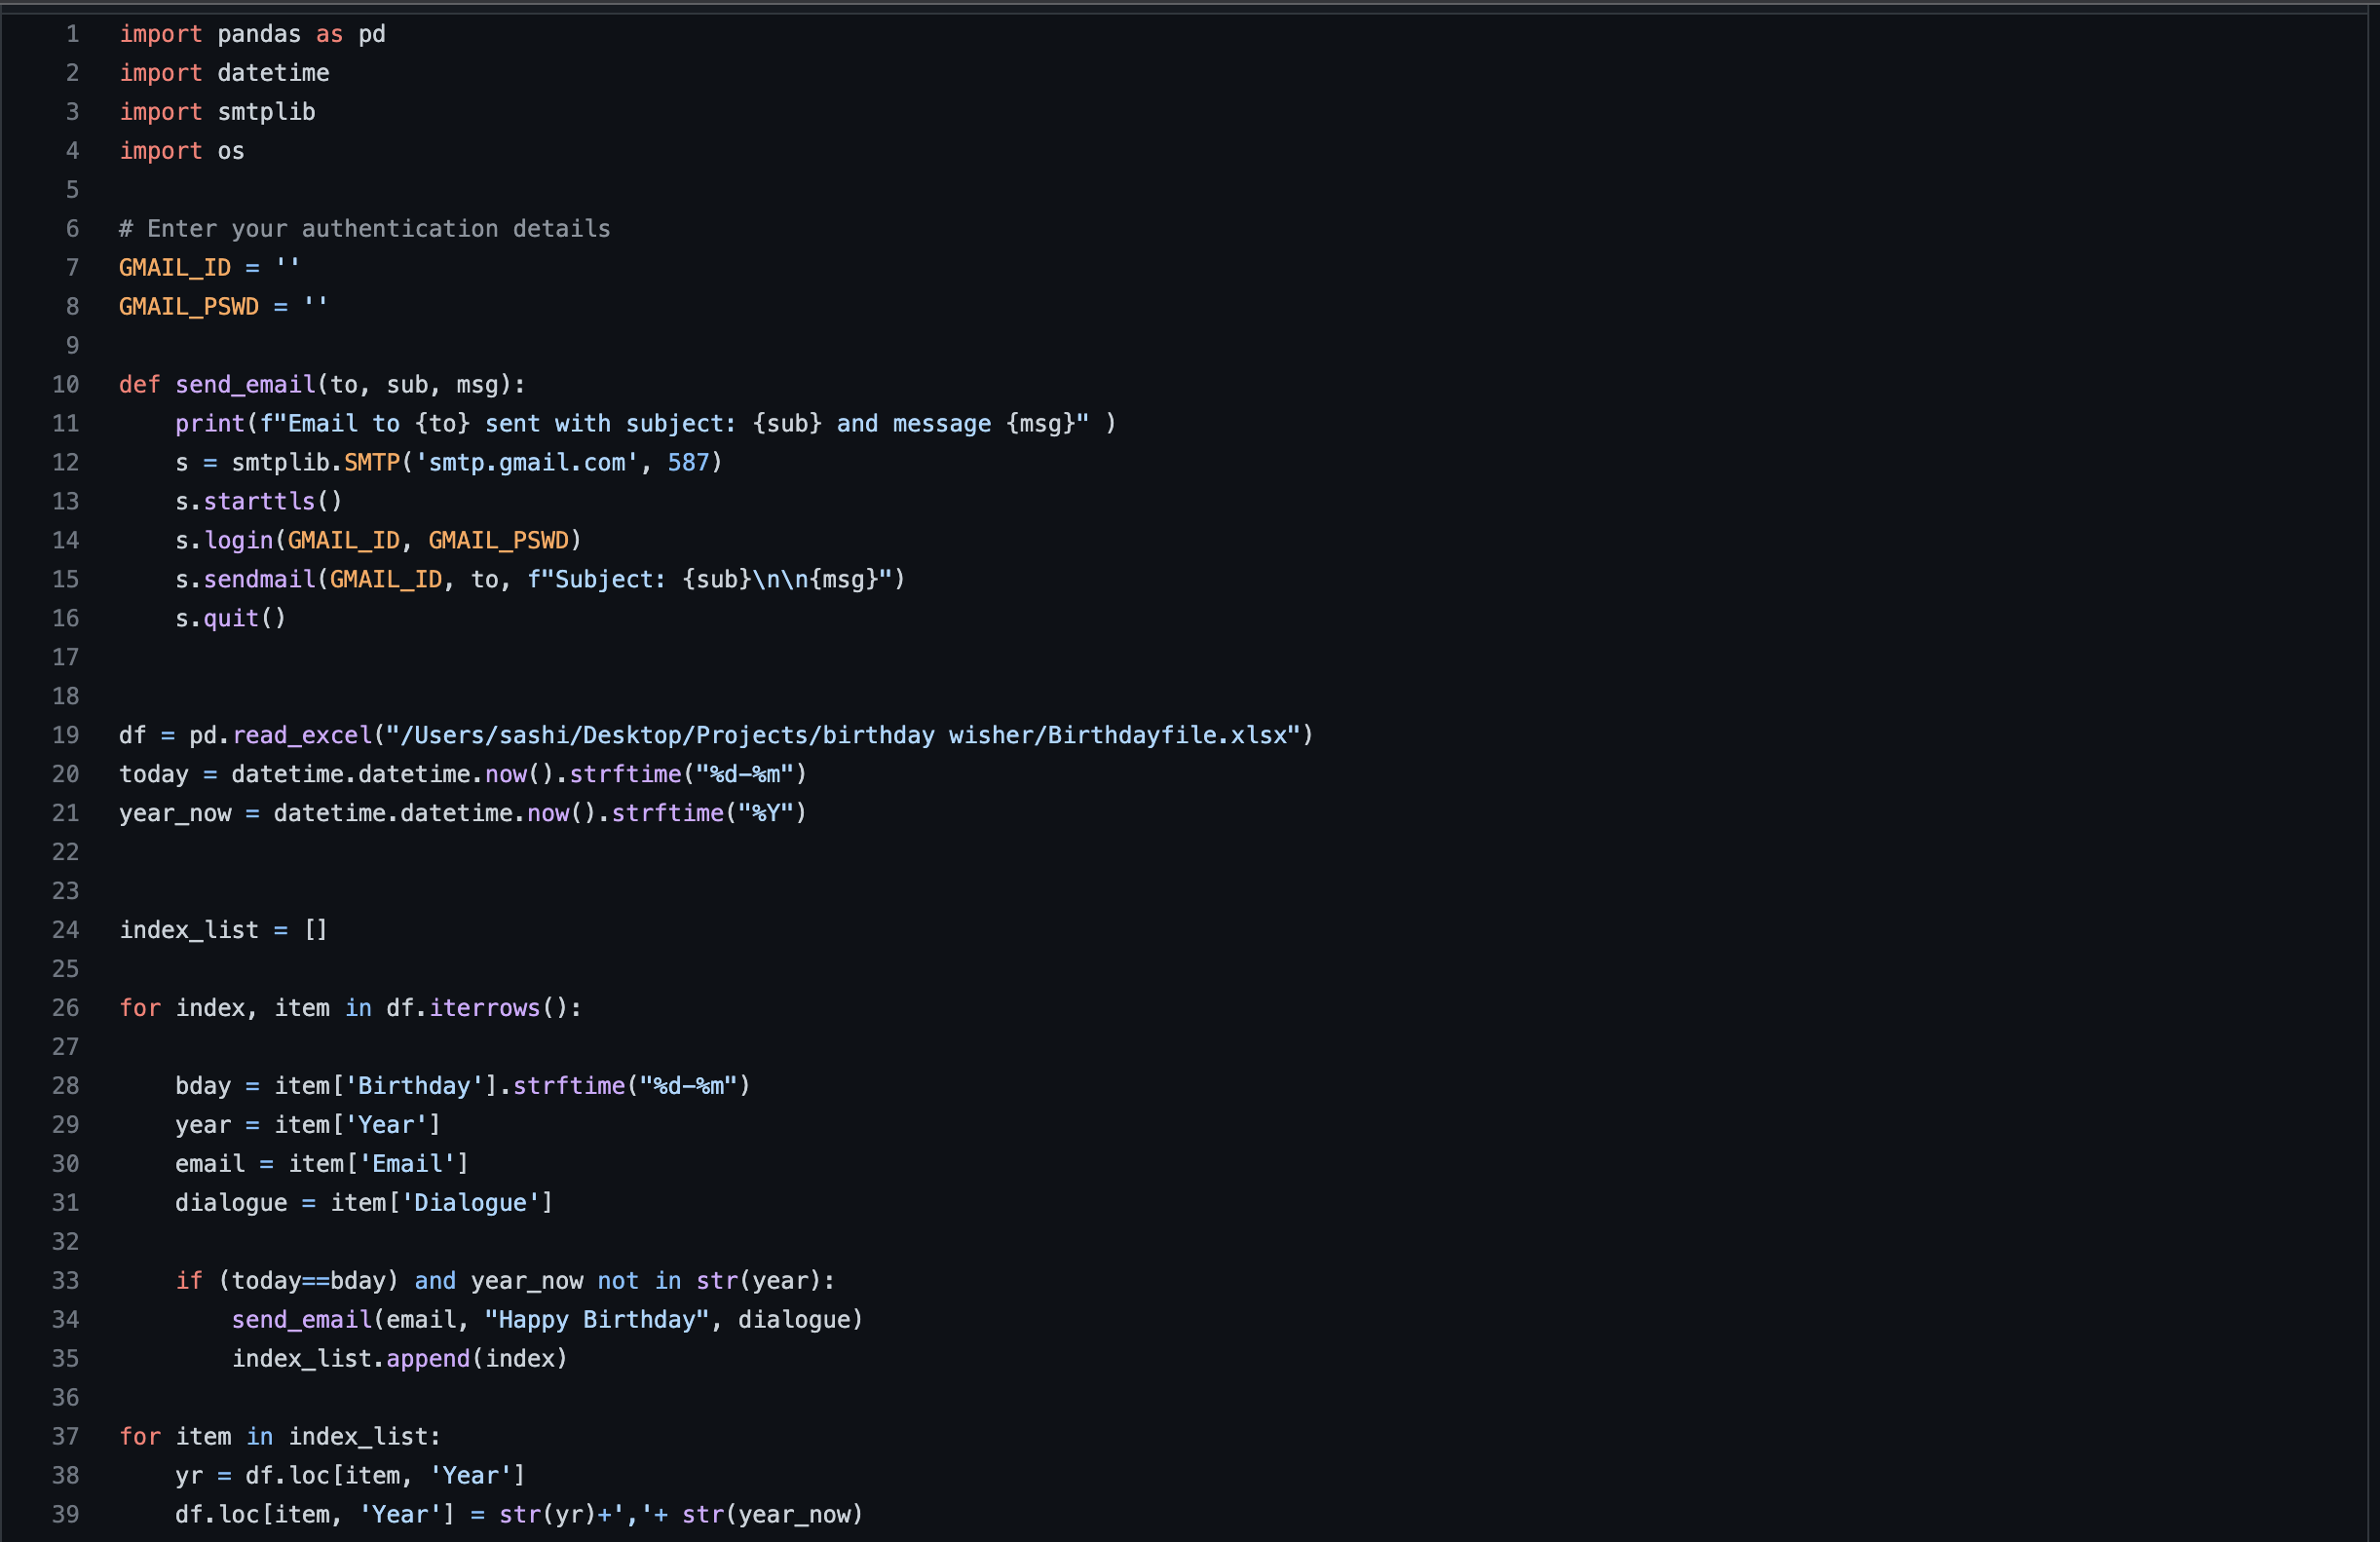 1 import pandas as pd
2 import datetime
3 import smtplib
4 import os
5
6 # Enter your authentication details
7 GMAIL_ID = ''
8 GMAIL_PSWD = ''
9
10 def send_email(to, sub, msg):
11     print(f"Email to {to} sent with subject: {sub} and message {msg}" )
12     s = smtplib.SMTP('smtp.gmail.com', 587)
13     s.starttls()
14     s.login(GMAIL_ID, GMAIL_PSWD)
15     s.sendmail(GMAIL_ID, to, f"Subject: {sub}\n\n{msg}")
16     s.quit()
17
18
19 df = pd.read_excel("/Users/sashi/Desktop/Projects/birthday wisher/Birthdayfile.xlsx")
20 today = datetime.datetime.now().strftime("%d-%m")
21 year_now = datetime.datetime.now().strftime("%Y")
22
23
24 index_list = []
25
26 for index, item in df.iterrows():
27
28     bday = item['Birthday'].strftime("%d-%m")
29     year = item['Year']
30     email = item['Email']
31     dialogue = item['Dialogue']
32
33     if (today==bday) and year_now not in str(year):
34         send_email(email, "Happy Birthday", dialogue)
35         index_list.append(index)
36
37 for item in index_list:
38     yr = df.loc[item, 'Year']
39     df.loc[item, 'Year'] = str(yr)+','+ str(year_now)